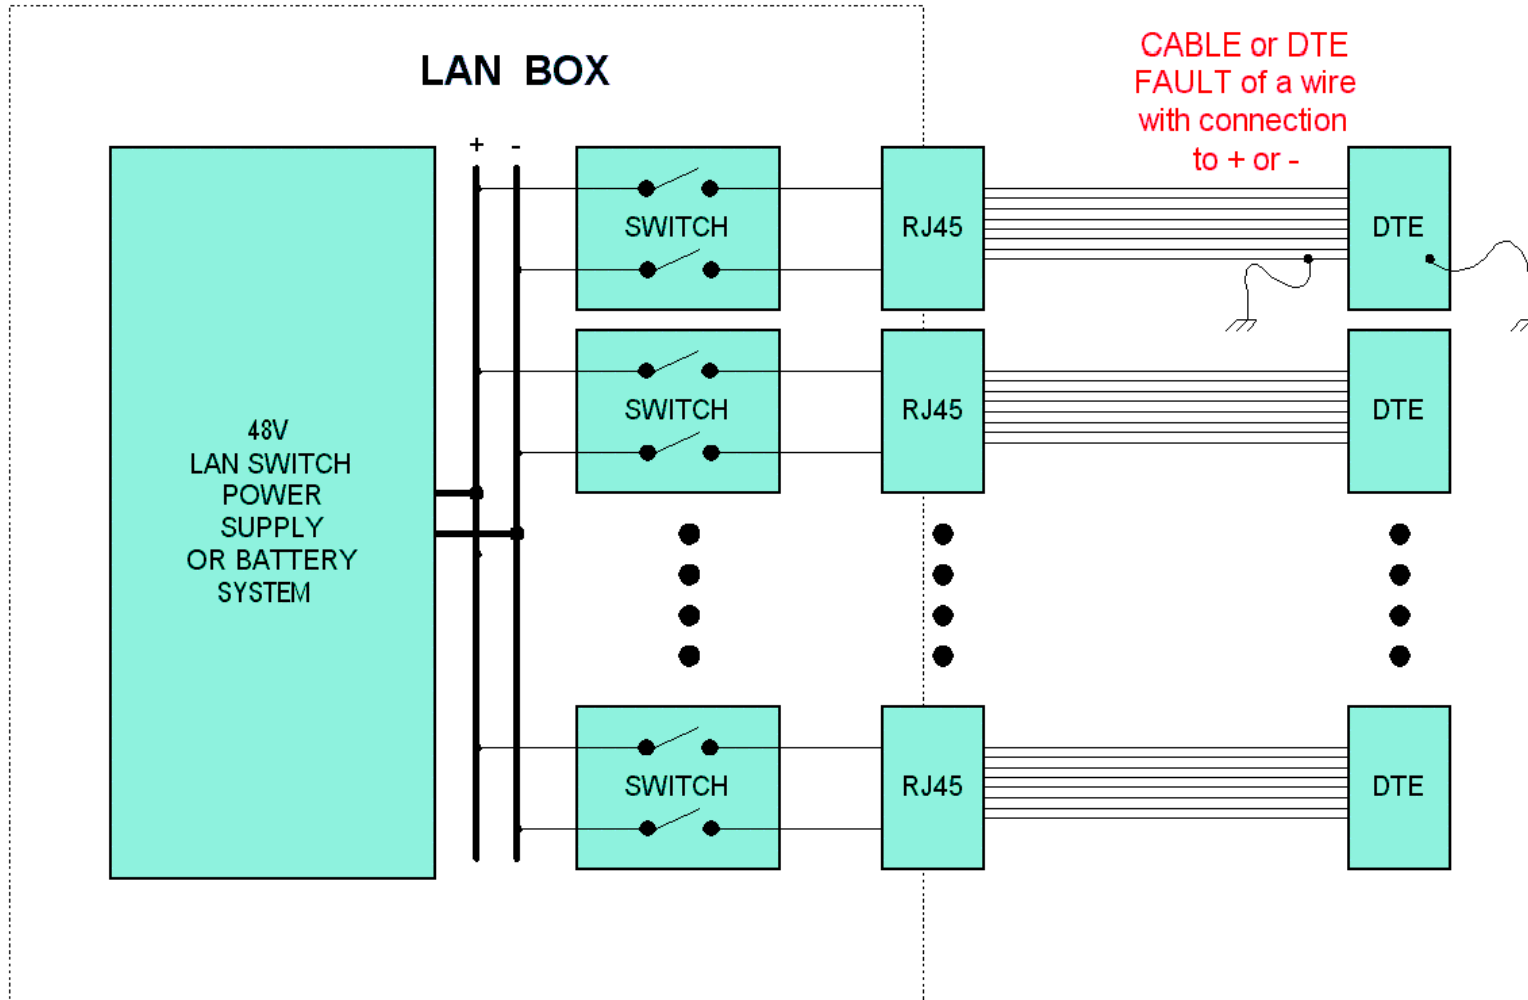 LAN BOX
CABLE or DTE
FAULT of a wire
with connection
to + or -
+ -
SWITCH
RJ45
DTE
SWITCH
RJ45
DTE
48V
LAN SWITCH
POWER
SUPPLY
OR BATTERY
SYSTEM
SWITCH
RJ45
DTE